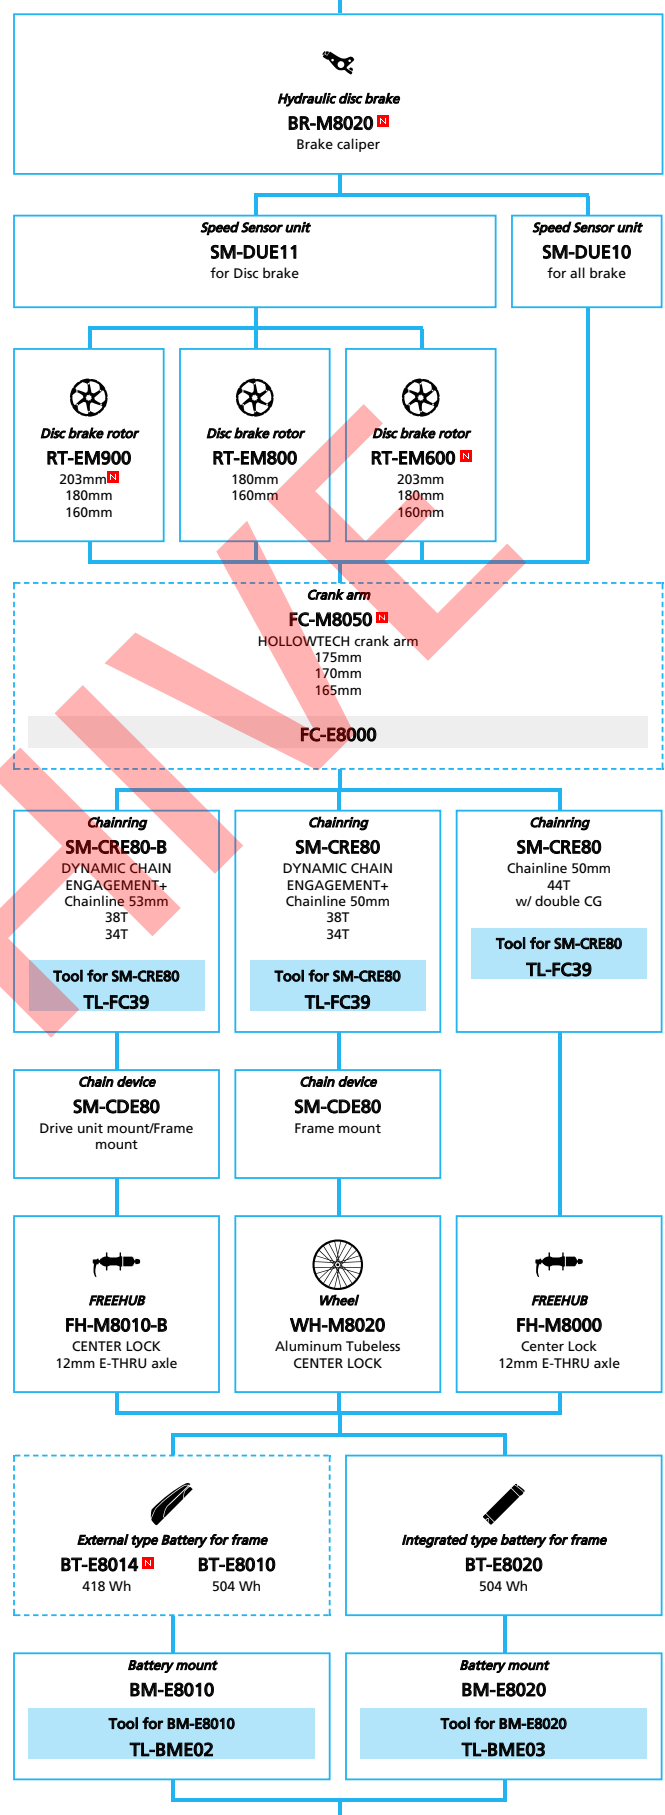 Hydraulic disc brake
BR-M8020 N
Brake caliper
Speed Sensor unit
SM-DUE11
for Disc brake
Speed Sensor unit
SM-DUE10
for all brake
Disc brake rotor
RT-EM900
203mm N
180mm
160mm
Disc brake rotor
RT-EM800
180mm
160mm
Disc brake rotor
RT-EM600 N
203mm
180mm
160mm
Crank arm
FC-M8050 N
HOLLOWTECH crank arm
175mm
170mm
165mm
FC-E8000
Chainring
SM-CRE80-B
DYNAMIC CHAIN
ENGAGEMENT+
Chainline 53mm
38T
34T
Tool for SM-CRE80
TL-FC39
Chainring
SM-CRE80
DYNAMIC CHAIN
ENGAGEMENT+
Chainline 50mm
38T
34T
Tool for SM-CRE80
TL-FC39
Chainring
SM-CRE80
Chainline 50mm
44T
w/ double CG
Tool for SM-CRE80
TL-FC39
Chain device
SM-CDE80
Drive unit mount/Frame
mount
Chain device
SM-CDE80
Frame mount
FREEHUB
FH-M8010-B
CENTER LOCK
12mm E-THRU axle
Wheel
WH-M8020
Aluminum Tubeless
CENTER LOCK
FREEHUB
FH-M8000
Center Lock
12mm E-THRU axle
External type Battery for frame
BT-E8014 N
418 Wh
BT-E8010
504 Wh
Integrated type battery for frame
BT-E8020
504 Wh
Battery mount
BM-E8010
Tool for BM-E8010
TL-BME02
Battery mount
BM-E8020
Tool for BM-E8020
TL-BME03
HIVE